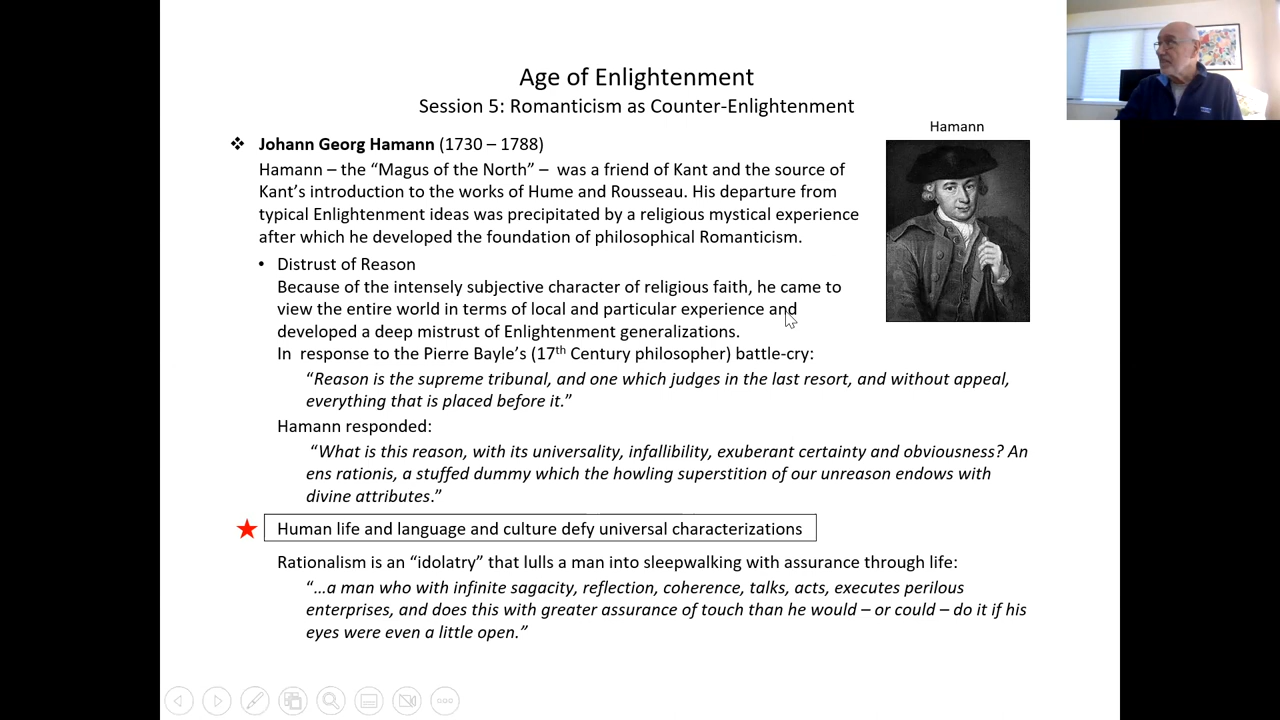 Age of Enlightenment
Session 5: Romanticism as Counter-Enlightenment
Hamann
❖ Johann Georg Hamann (1730 – 1788)
Hamann – the “Magus of the North” –  was a friend of Kant and the source of
Kant’s introduction to the works of Hume and Rousseau. His departure from
typical Enlightenment ideas was precipitated by a religious mystical experience
after which he developed the foundation of philosophical Romanticism.
• Distrust of Reason
Because of the intensely subjective character of religious faith, he came to
view the entire world in terms of local and particular experience and
developed a deep mistrust of Enlightenment generalizations.
In  response to the Pierre Bayle’s (17th Century philosopher) battle-cry:
“Reason is the supreme tribunal, and one which judges in the last resort, and without appeal,
everything that is placed before it.”
Hamann responded:
“What is this reason, with its universality, infallibility, exuberant certainty and obviousness? An
ens rationis, a stuffed dummy which the howling superstition of our unreason endows with
divine attributes.”
Human life and language and culture defy universal characterizations
Rationalism is an “idolatry” that lulls a man into sleepwalking with assurance through life:
“…a man who with infinite sagacity, reflection, coherence, talks, acts, executes perilous
enterprises, and does this with greater assurance of touch than he would – or could – do it if his
eyes were even a little open.”